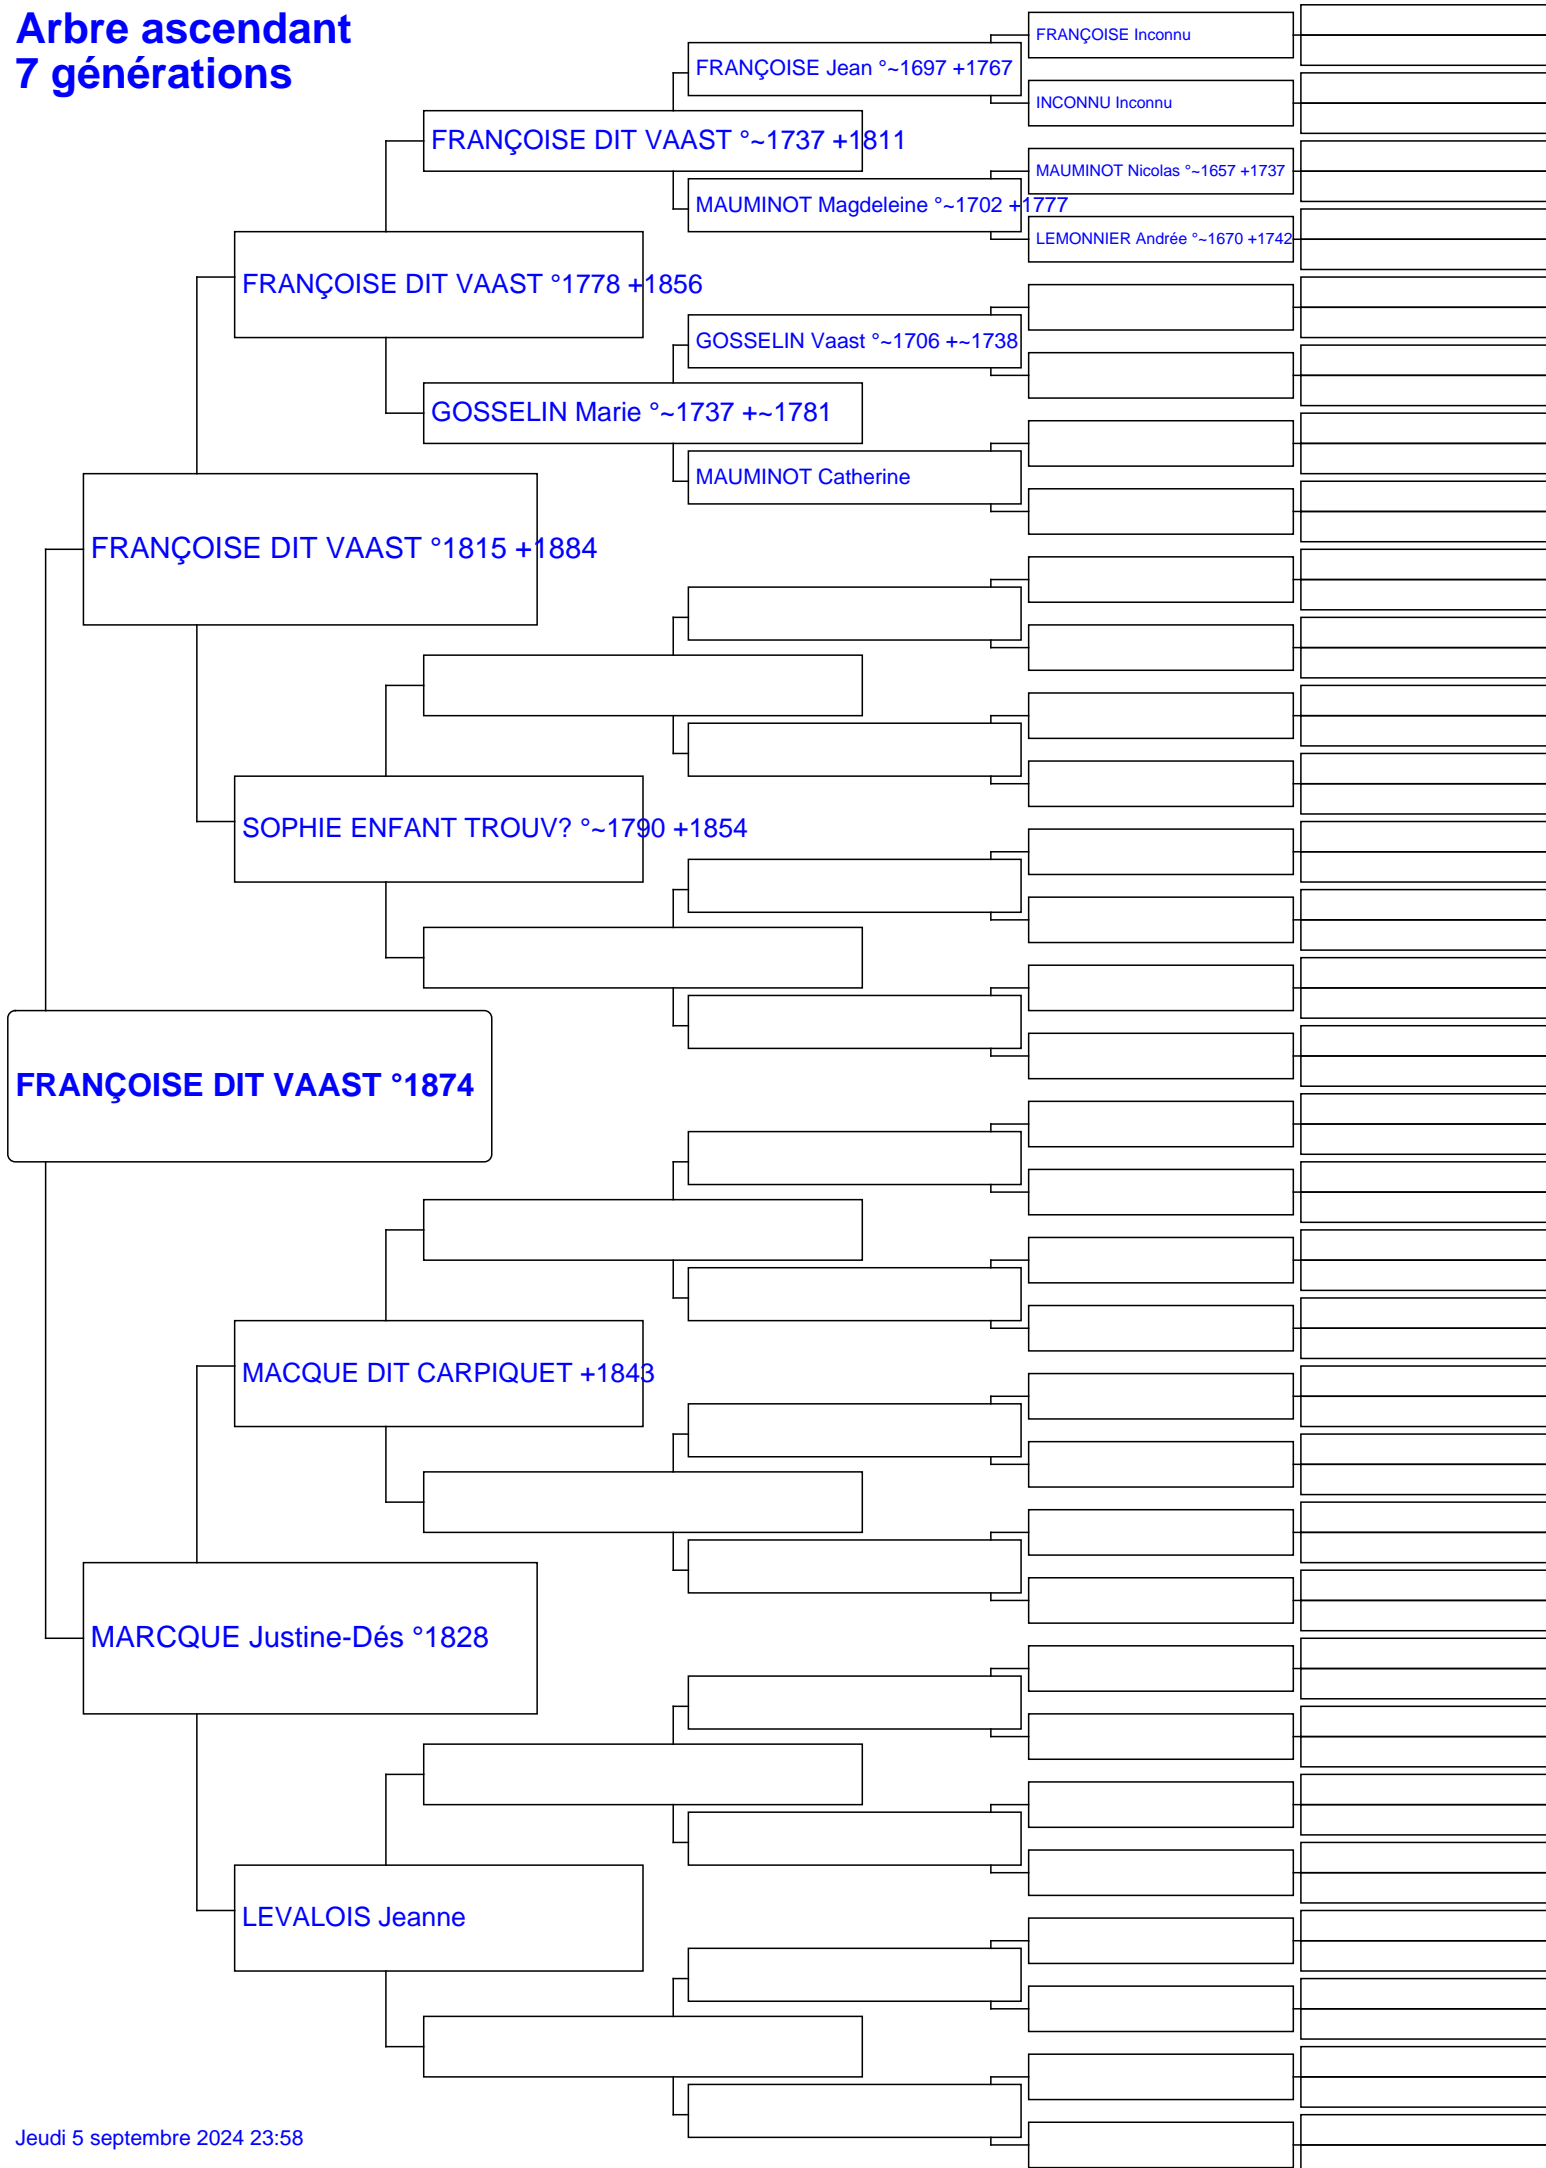 Arbre ascendant
7 générations
FRANÇOISE Inconnu
FRANÇOISE Jean °~1697 +1767
INCONNU Inconnu
FRANÇOISE DIT VAAST °~1737 +1811
MAUMINOT Nicolas °~1657 +1737
MAUMINOT Magdeleine °~1702 +1777
LEMONNIER Andrée °~1670 +1742
FRANÇOISE DIT VAAST °1778 +1856
GOSSELIN Vaast °~1706 +~1738
GOSSELIN Marie °~1737 +~1781
MAUMINOT Catherine
FRANÇOISE DIT VAAST °1815 +1884
SOPHIE ENFANT TROUV? °~1790 +1854
FRANÇOISE DIT VAAST °1874
MACQUE DIT CARPIQUET +1843
MARCQUE Justine-Dés °1828
LEVALOIS Jeanne
Jeudi 5 septembre 2024 23:58